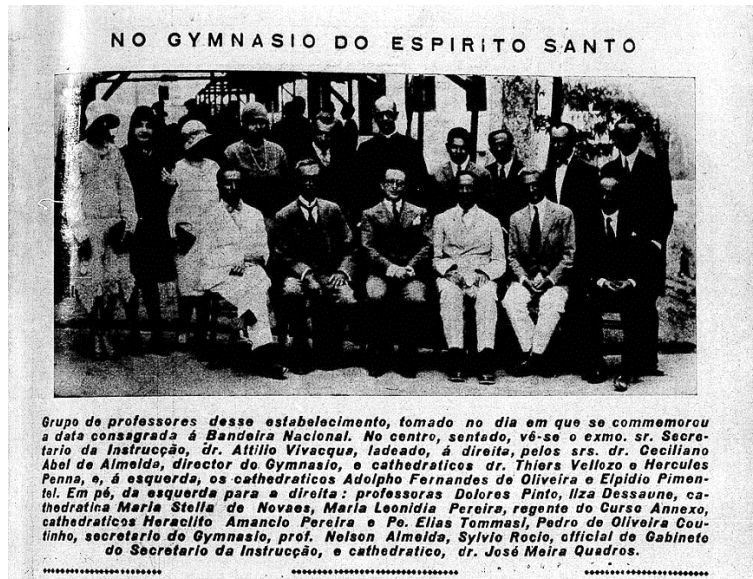 NO GYMNASIO DO ESPIRITO SANTO
Grupo de professores desse estabelecimento, tomado no dia em que se commemorou
a data consagrada á Bandeira Nacional. No centro, sentado, vê-se o exmo. sr. Secre-
tario da Instrucção, dr. Attilio Vivacqua, ladeado, á direita, pelos srs. dr. Ceciliano
Abel de Almeida, director do Gymnasio, e cathedraticos dr. Thiers Vellozo e Hercules
Penna, e, á esquerda, os cathedraticos Adolpho Fernandes de Oliveira e Elpidio Pimen-
tel. Em pé, da esquerda para a direita: professoras Dolores Pinto, Ilza Dessaune, ca-
thedratica Maria Stella de Novaes, Maria Leonidia Pereira, regente do Curso Annexo,
cathedraticos Heraclito Amancio Pereira e Pe. Elias Tommasi, Pedro de Oliveira Cou-
tinho, secretario do Gymnasio, prof. Nelson Almeida, Sylvio Rocio, official de Gabinete
do Secretario da Instrucção, e cathedratico, dr. José Meira Quadros.